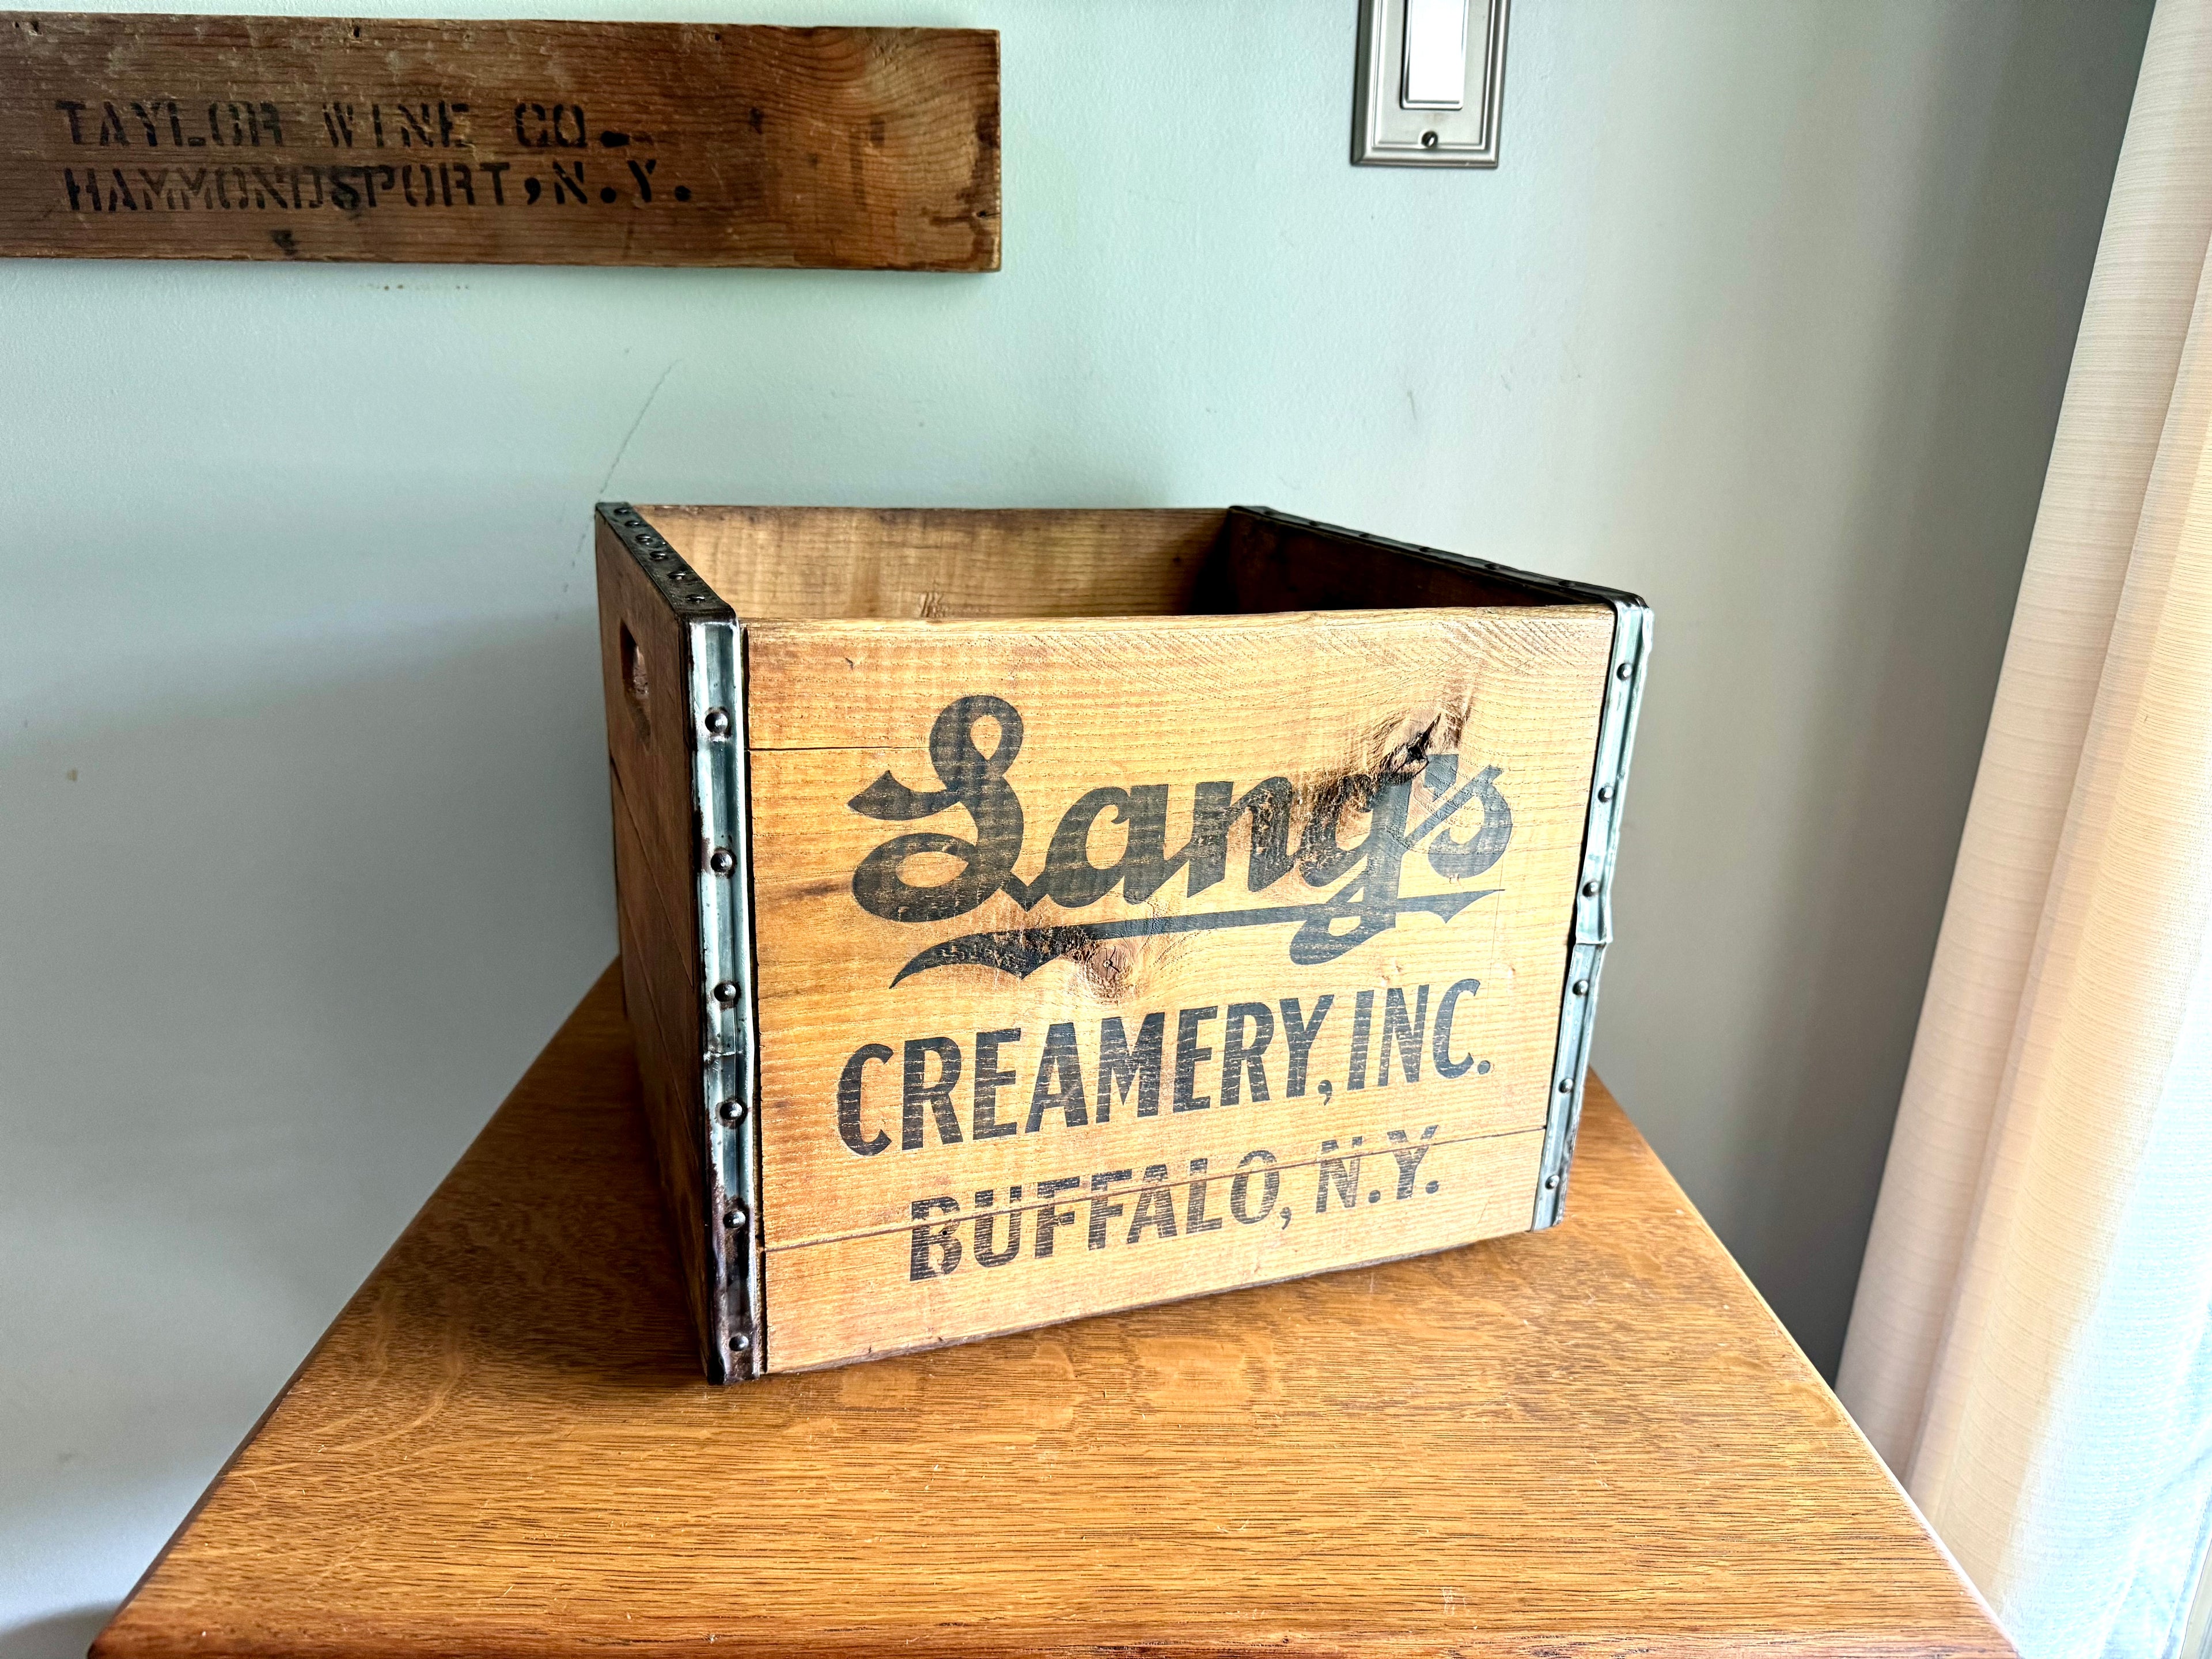 TAYLOR WINE CO.
HAMMONDSPORT, N.Y.
Lang's
CREAMERY, INC.
BUFFALO, N.Y.